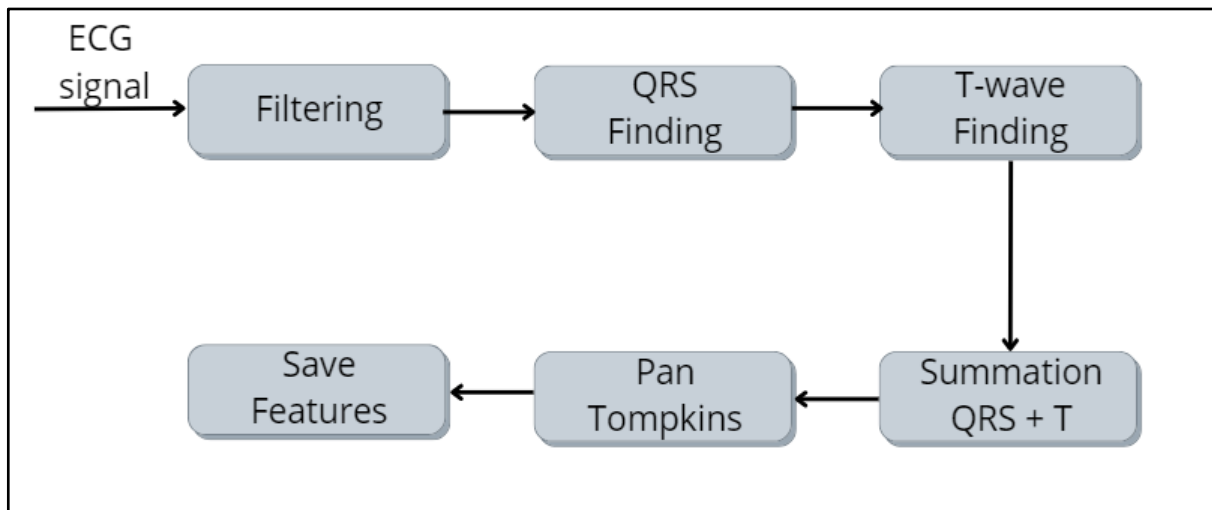 ECG
signal
Filtering
QRS
Finding
T-wave
Finding
Summation
QRS + T
Pan
Tompkins
Save
Features